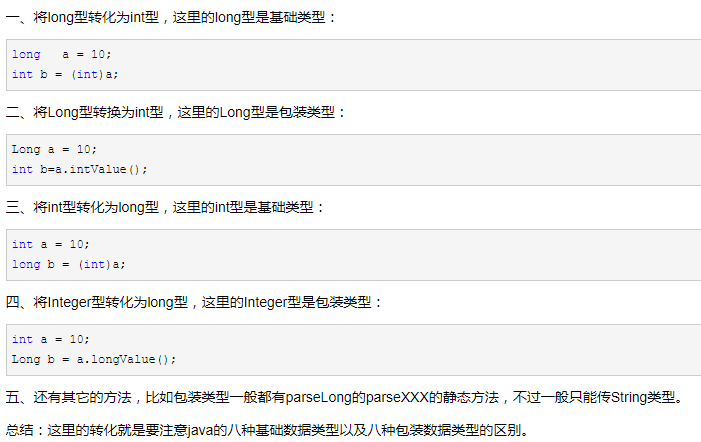 一、将long型转化为int型，这里的long型是基础类型：
long   a = 10;
int b = (int)a;
二、将Long型转换为int型，这里的Long型是包装类型：
Long a = 10;
int b=a.intValue();
三、将int型转化为long型，这里的int型是基础类型：
int a = 10;
long b = (int)a;
四、将Integer型转化为long型，这里的Integer型是包装类型：
int a = 10;
Long b = a.longValue();
五、还有其它的方法，比如包装类型一般都有parseLong的parseXXX的静态方法，不过一般只能传String类型。
总结：这里的转化就是要注意java的八种基础数据类型以及八种包装数据类型的区别。